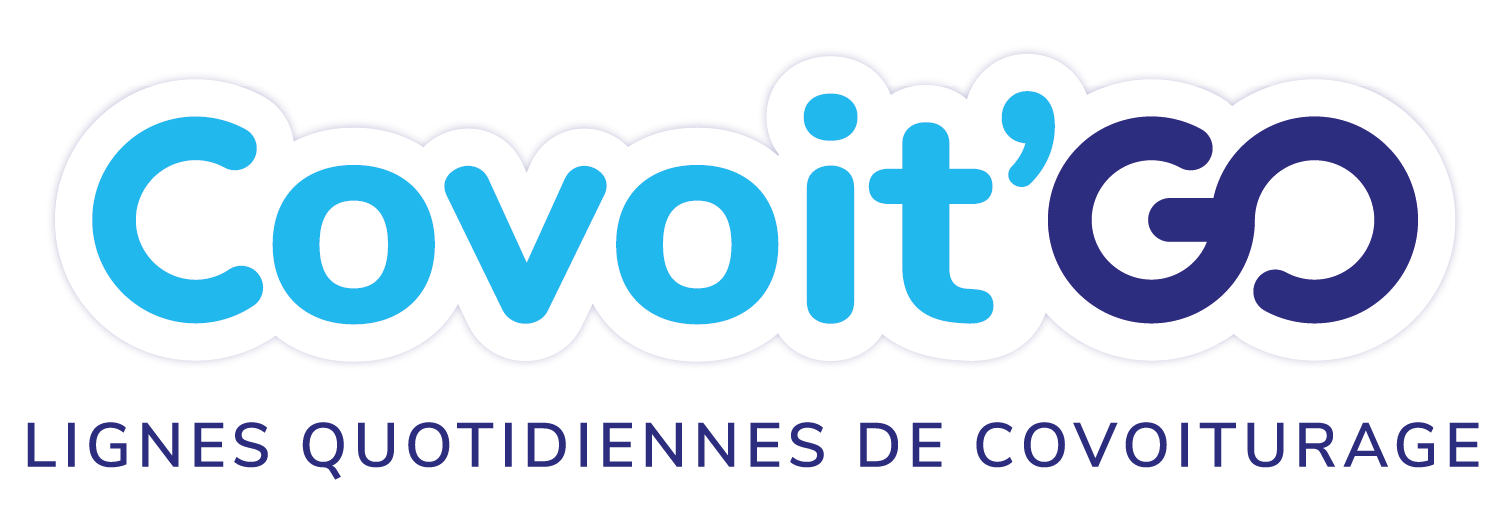 Covoit'GO
LIGNES QUOTIDIENNES DE COVOITURAGE